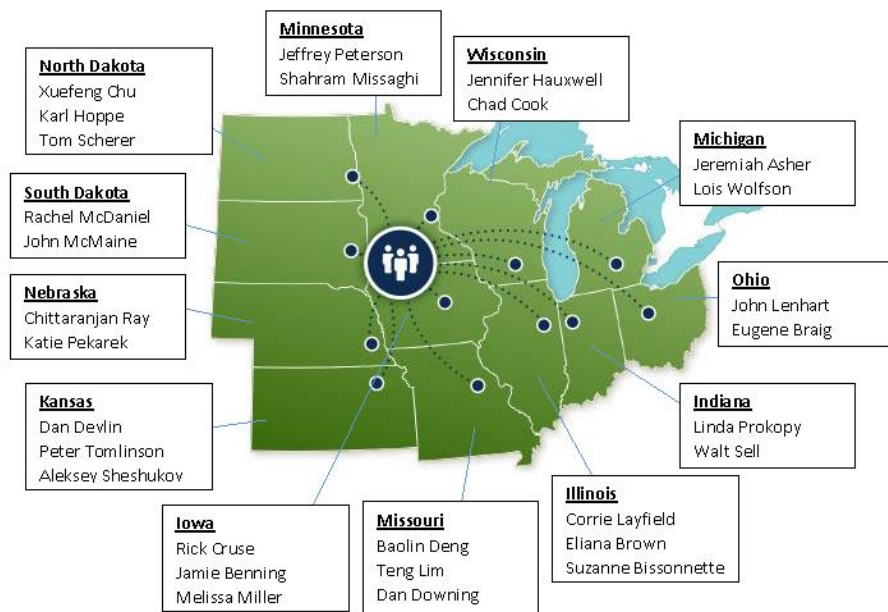 Minnesota
Jeffrey Peterson
Shahram Missaghi
Wisconsin
Jennifer Hauxwell
Chad Cook
North Dakota
Xuefeng Chu
Karl Hoppe
Tom Scherer
Michigan
Jeremiah Asher
Lois Wolfson
South Dakota
Rachel McDaniel
John McMaine
Ohio
John Lenhart
Eugene Braig
Nebraska
Chittaranjan Ray
Katie Pekarek
Indiana
Linda Prokopy
Walt Sell
Kansas
Dan Devlin
Peter Tomlinson
Aleksey Sheshukov
Illinois
Corrie Layfield
Eliana Brown
Suzanne Bissonnette
Iowa
Rick Cruse
Jamie Benning
Melissa Miller
Missouri
Baolin Deng
Teng Lim
Dan Downing